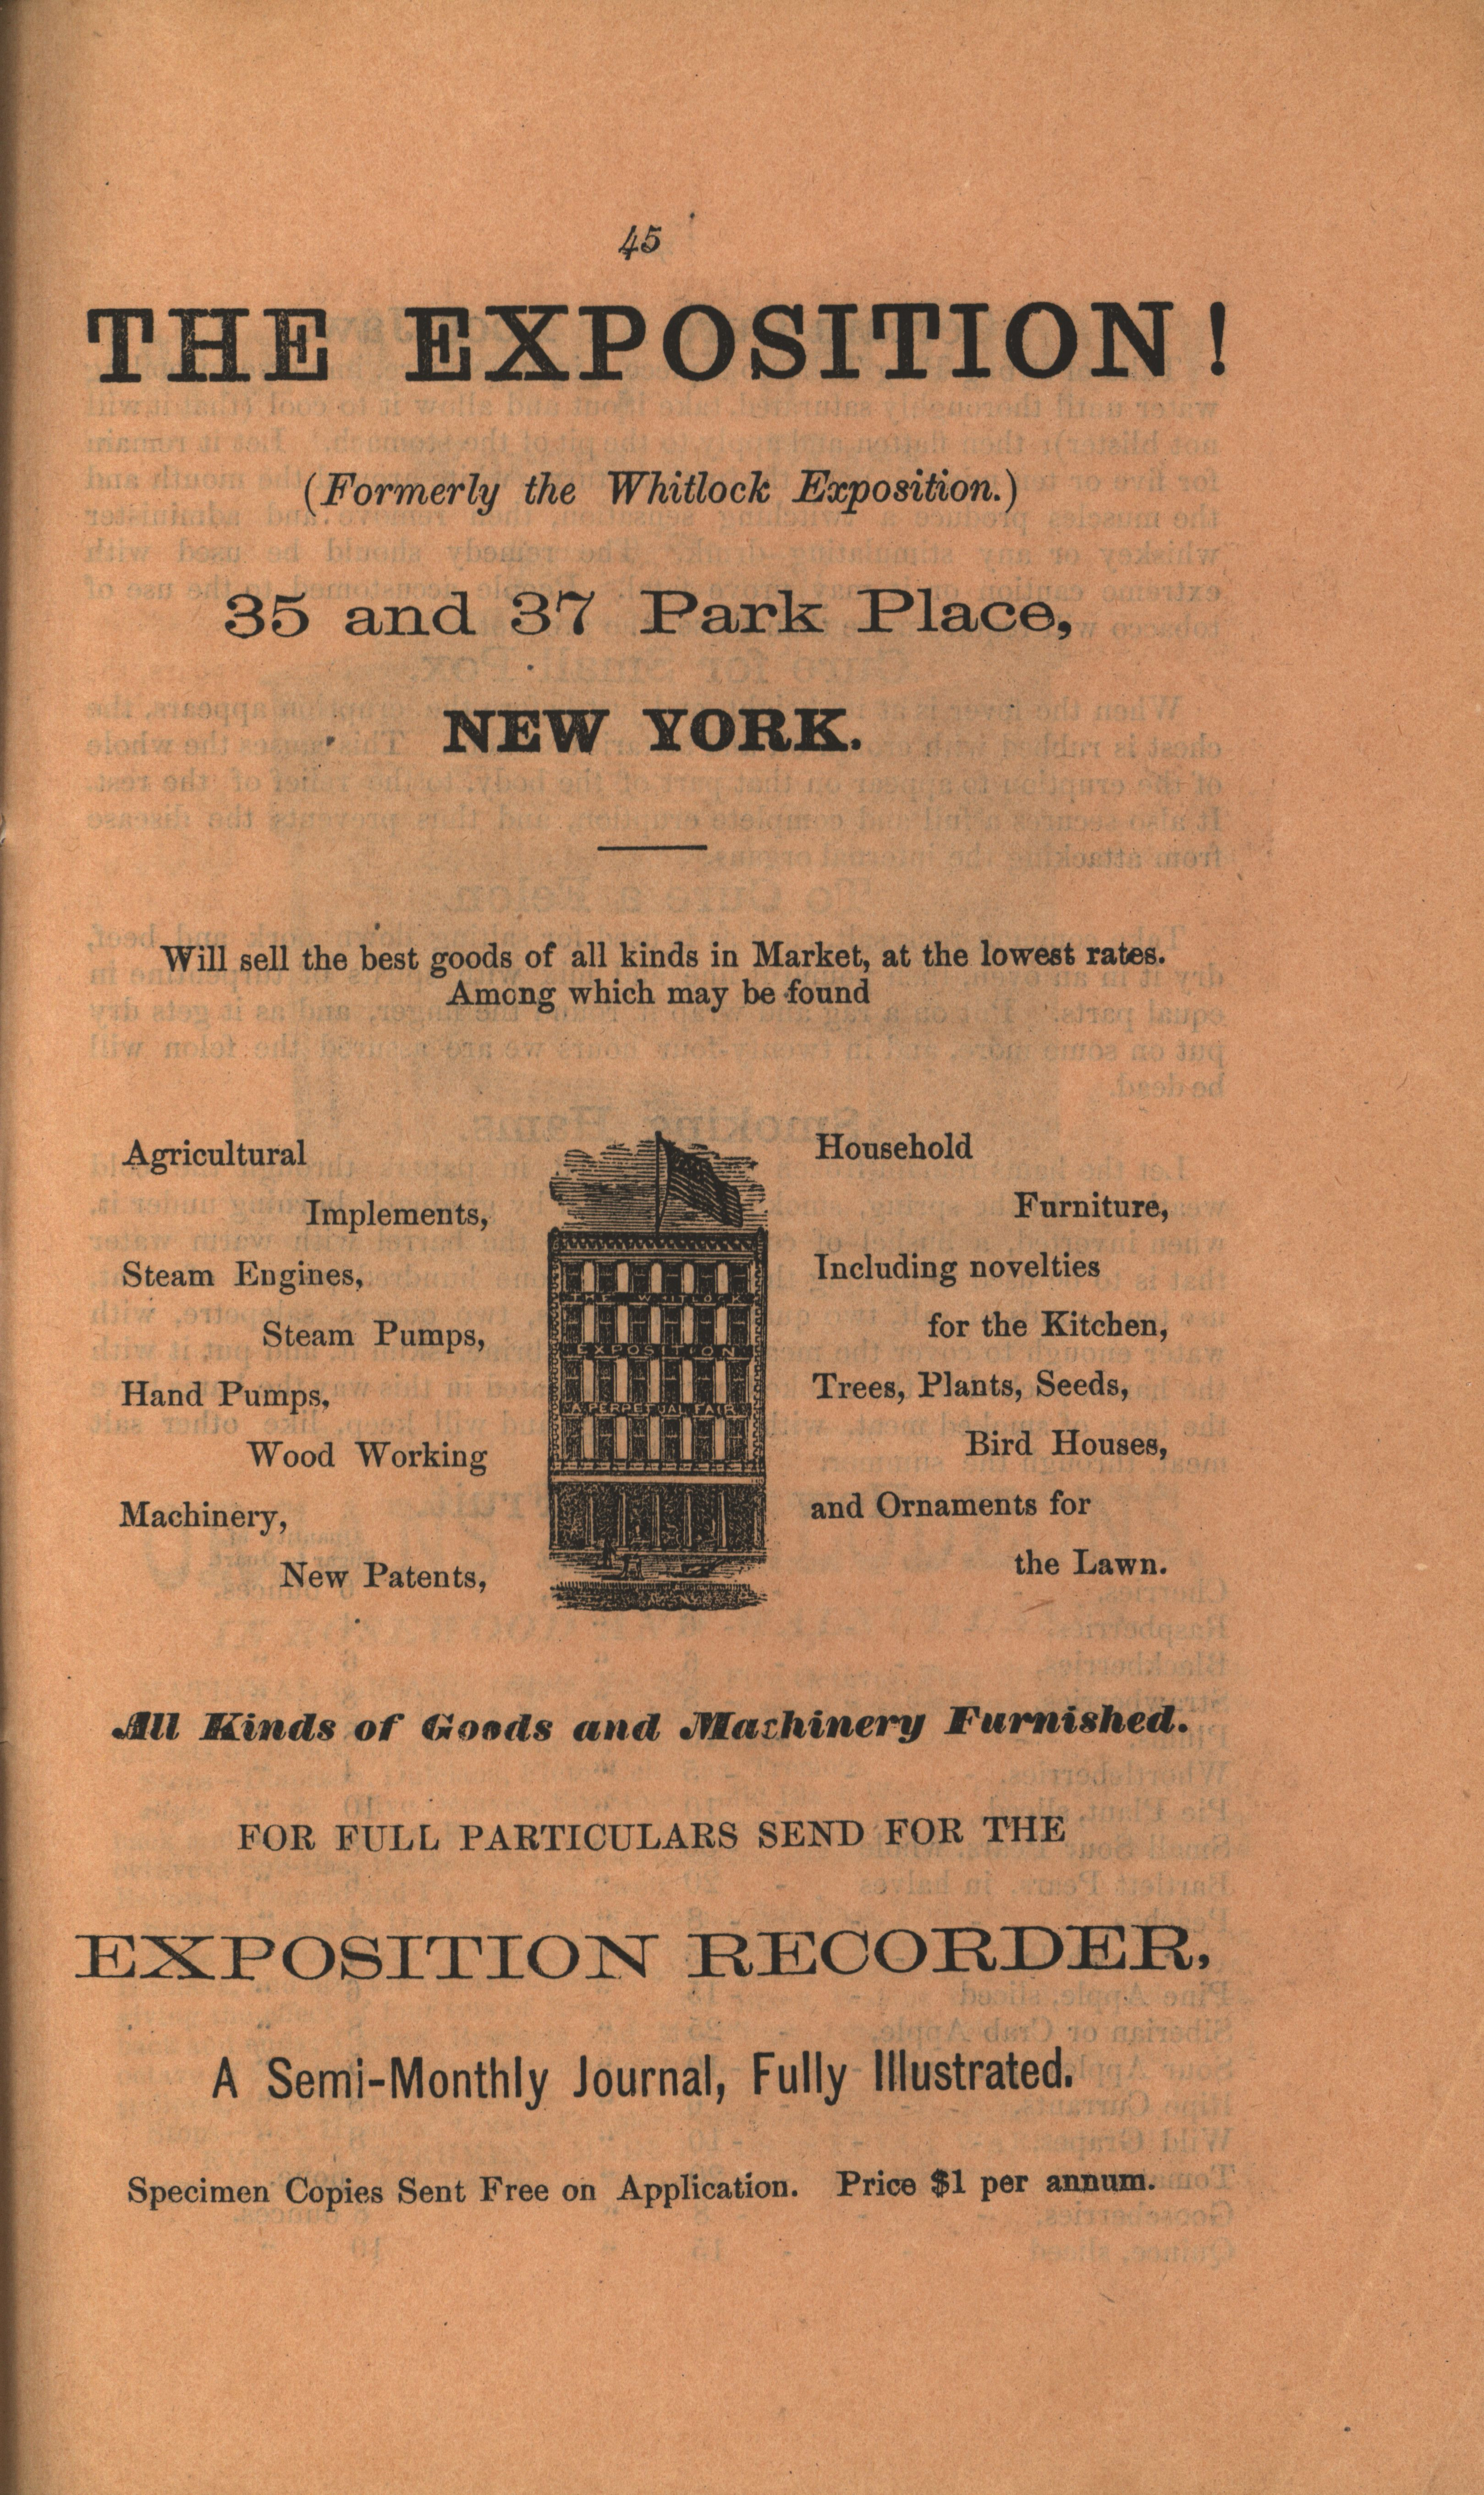 45
THE EXPOSITION!
(Formerly the Whitlock Exposition.)
35 and 37 Park Place,
NEW YORK.
Will sell the best goods of all kinds in Market, at the lowest rates.
Among which may be found
Agricultural
Implements,
Steam Engines,
Steam Pumps,
Hand Pumps,
Wood Working
Machinery,
New Patents,
THE WHITLOCK
EXPOSITION
A PERPETUAL FAIR
Household
Furniture,
Including novelties
for the Kitchen,
Trees, Plants, Seeds,
Bird Houses,
and Ornaments for
the Lawn.
All Kinds of Goods and Machinery Furnished.
FOR FULL PARTICULARS SEND FOR THE
EXPOSITION RECORDER,
A Semi-Monthly Journal, Fully Illustrated.
Specimen Copies Sent Free on Application. Price $1 per annum.